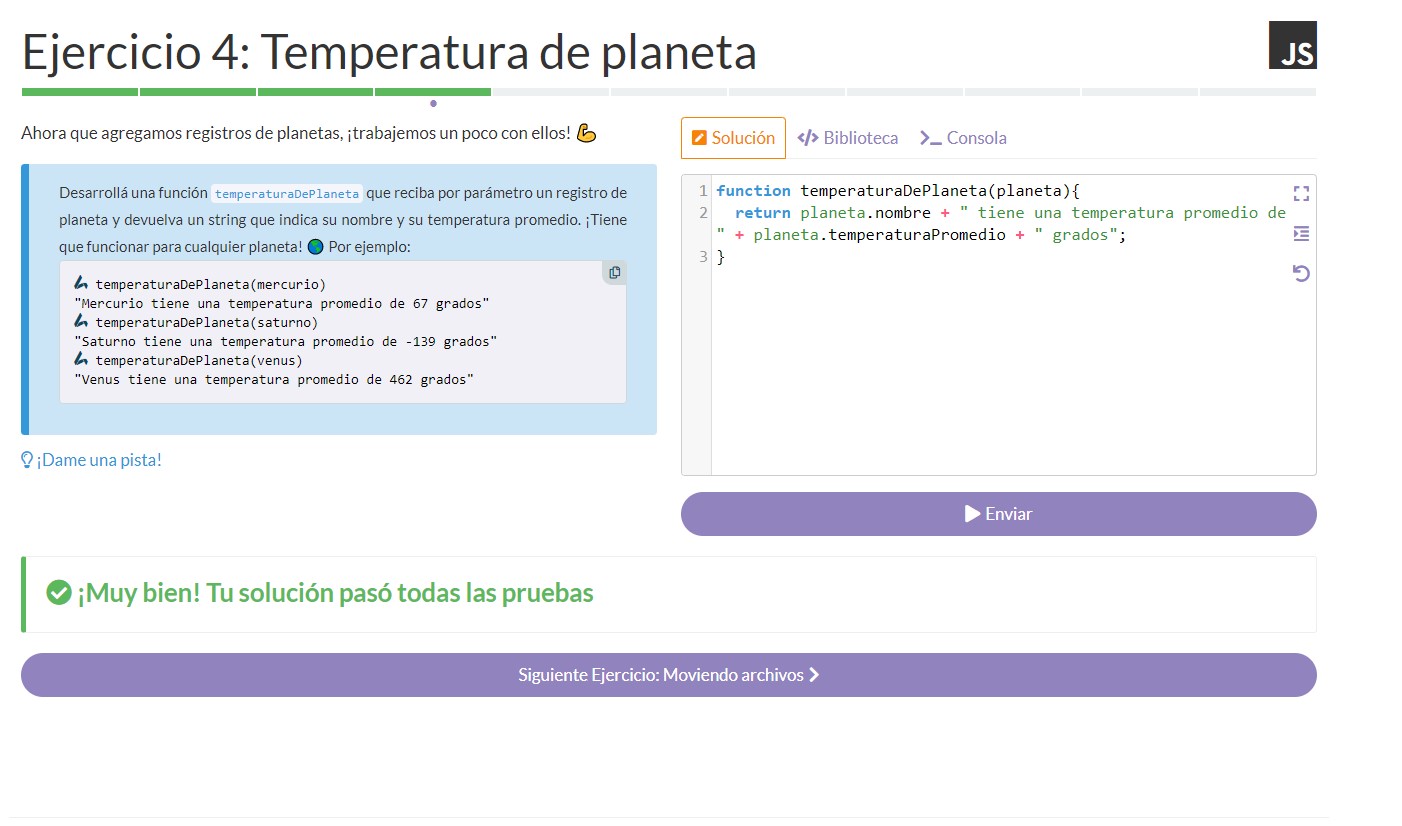 Ejercicio 4: Temperatura de planeta
JS
Ahora que agregamos registros de planetas, ¡trabajemos un poco con ellos! 💪
Desarrollá una función temperaturaDePlaneta que reciba por parámetro un registro de
planeta y devuelva un string que indica su nombre y su temperatura promedio. ¡Tiene
que funcionar para cualquier planeta! 🌎 Por ejemplo:
temperaturaDePlaneta(mercurio)
"Mercurio tiene una temperatura promedio de 67 grados"
temperaturaDePlaneta(saturno)
"Saturno tiene una temperatura promedio de -139 grados"
temperaturaDePlaneta(venus)
"Venus tiene una temperatura promedio de 462 grados"
¡Dame una pista!
Solución </> Biblioteca >_ Consola
1 function temperaturaDePlaneta(planeta){
2 return planeta.nombre + " tiene una temperatura promedio de
" + planeta.temperaturaPromedio + " grados";
3 }
Enviar
¡Muy bien! Tu solución pasó todas las pruebas
Siguiente Ejercicio: Moviendo archivos